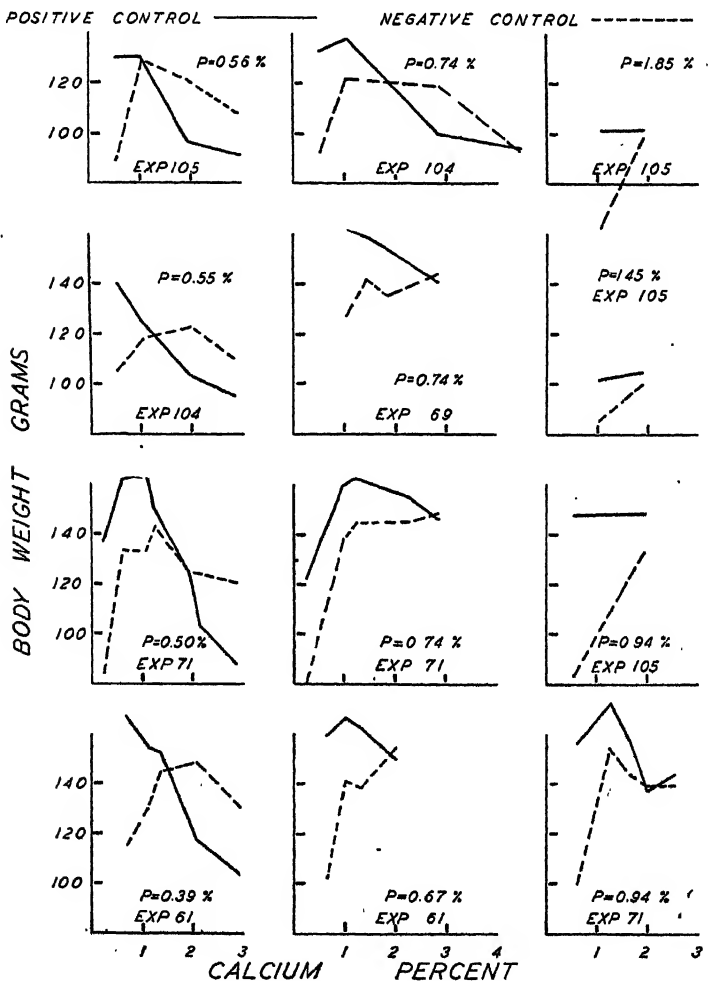 POSITIVE CONTROL
NEGATIVE CONTROL
P=0.56 %
EXP 105
P=0.74 %
EXP 104
P=1.85 %
EXP 105
120
100
P=0.55 %
EXP 104
P=0.74 %
EXP 69
P=145 %
EXP 105
140
120
100
P=0.50%
EXP 71
P=0 74 %
EXP 71
P=0.94 %
EXP 105
140
120
100
P=0.39 %
EXP 61
P=0.67 %
EXP 61
P=0.94 %
EXP 71
140
120
100
1 2 3
1 2 3 4
1 2 3
BODY WEIGHT GRAMS
CALCIUM PERCENT